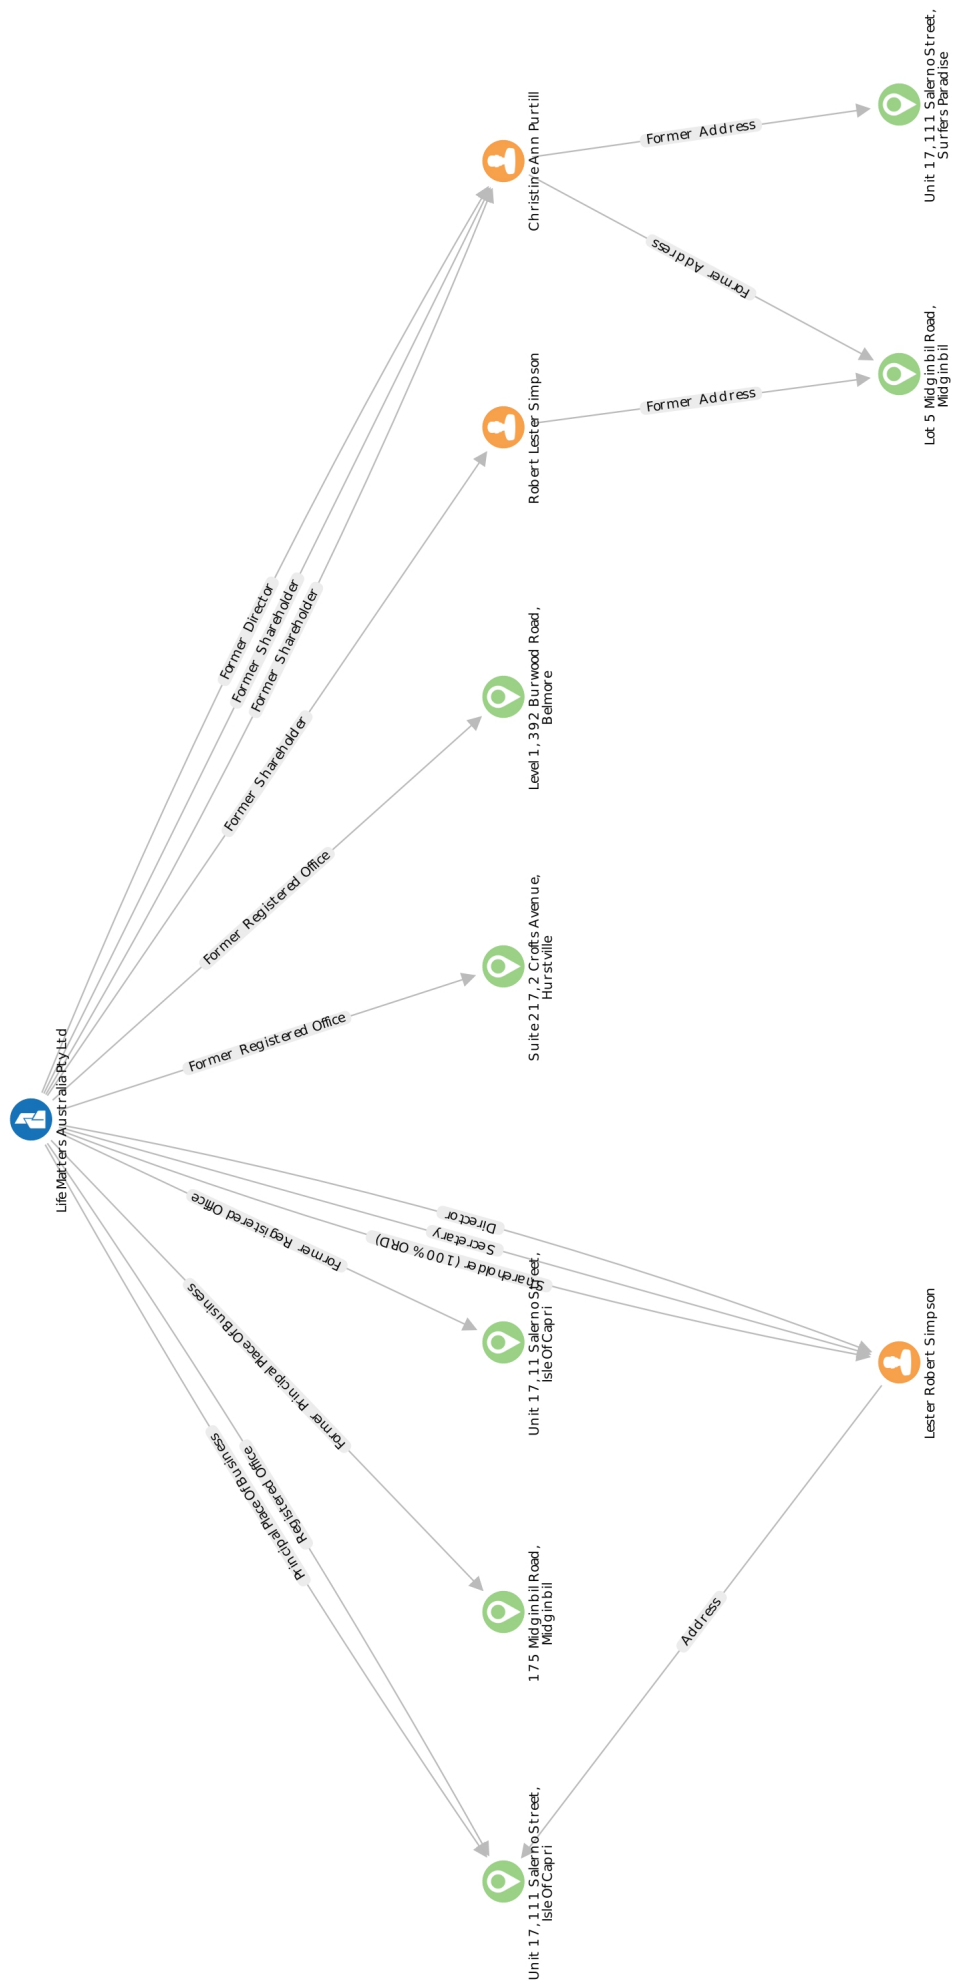 Life Matters Australia Pty Ltd
Principal Place Of Business
Registered Office
Former Principal Place Of Business
Former Registered Office
Shareholder (100% ORD)
Secretary
Director
Former Registered Office
Former Registered Office
Former Shareholder
Former Shareholder
Former Shareholder
Former Director
Unit 17, 111 Salerno Street,
Isle Of Capri
175 Midginbil Road,
Midginbil
Unit 17, 11 Salerno Street,
Isle Of Capri
Suite 217, 2 Crofts Avenue,
Hurstville
Level 1, 392 Burwood Road,
Belmore
Robert Lester Simpson
Christine Ann Purtill
Address
Former Address
Former Address
Former Address
Lester Robert Simpson
Lot 5 Midginbil Road,
Midginbil
Unit 17, 111 Salerno Street,
Surfers Paradise